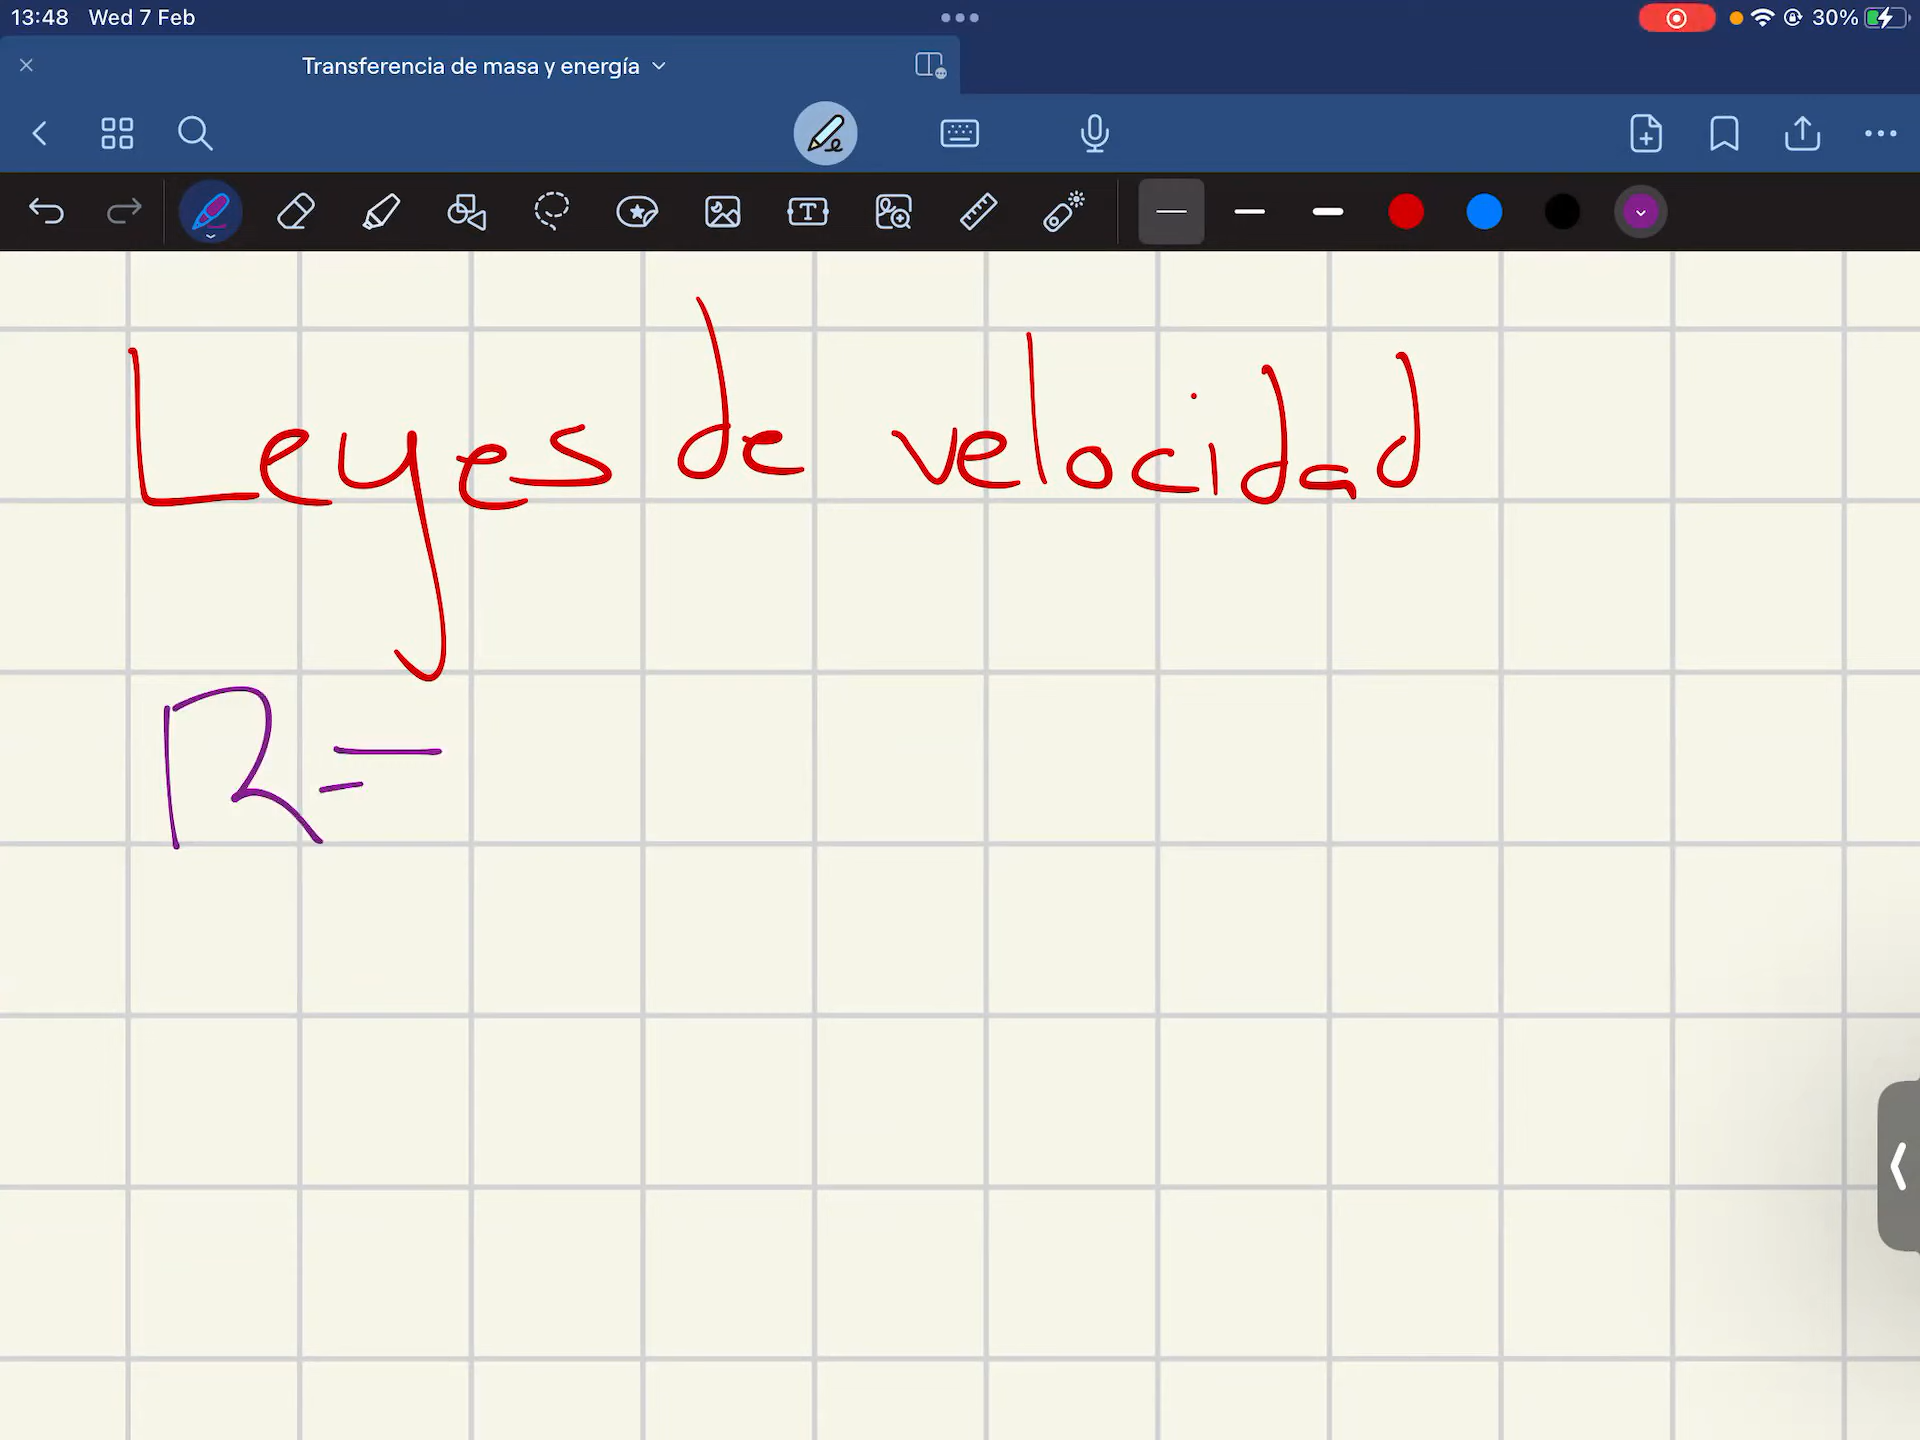 13:48 Wed 7 Feb 30%
Transferencia de masa y energía
T
Leyes de velocidad
R=